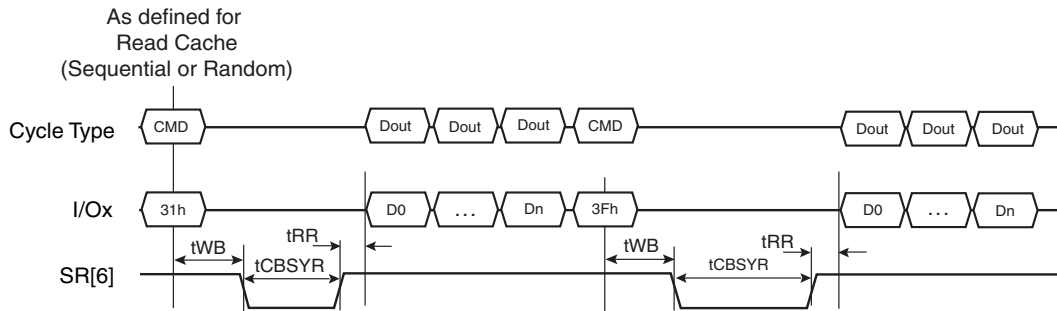 As defined for
Read Cache
(Sequential or Random)
Cycle Type CMD Dout Dout Dout CMD Dout Dout Dout
I/Ox 31h D0 ... Dn 3Fh D0 ... Dn
tWB tRR tWB tRR
tCBSYR tCBSYR
SR[6]